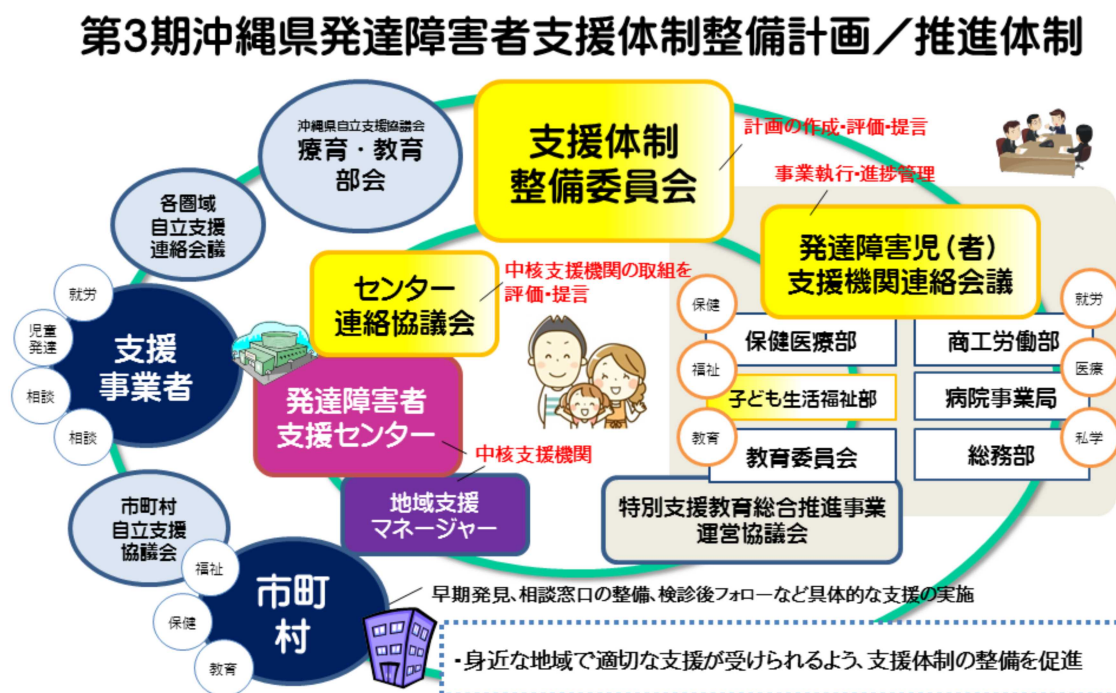 第3期沖縄県発達障害者支援体制整備計画／推進体制
沖縄県自立支援協議会
療育・教育
部会
支援体制
整備委員会
計画の作成・評価・提言
事業執行・進捗管理
各圏域
自立支援
連絡会議
発達障害児（者）
支援機関連絡会議
センター
連絡協議会
中核支援機関の取組を
評価・提言
就労
児童
発達
相談
相談
支援
事業者
保健
福祉
教育
保健医療部
子ども生活福祉部
教育委員会
商工労働部
病院事業局
総務部
就労
医療
私学
発達障害者
支援センター
中核支援機関
地域支援
マネージャー
特別支援教育総合推進事業
運営協議会
市町村
自立支援
協議会
福祉
保健
教育
市町
村
早期発見、相談窓口の整備、検診後フォローなど具体的な支援の実施
・身近な地域で適切な支援が受けられるよう、支援体制の整備を促進